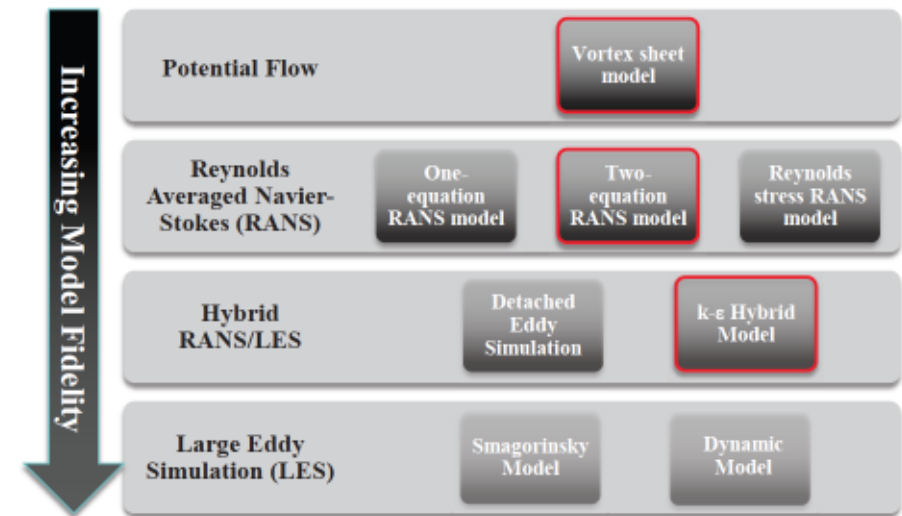 Increasing Model Fidelity
Potential Flow
Vortex sheet
model
Reynolds
Averaged Navier-
Stokes (RANS)
One-
equation
RANS model
Two-
equation
RANS model
Reynolds
stress RANS
model
Hybrid
RANS/LES
Detached
Eddy
Simulation
k-ε Hybrid
Model
Large Eddy
Simulation (LES)
Smagorinsky
Model
Dynamic
Model